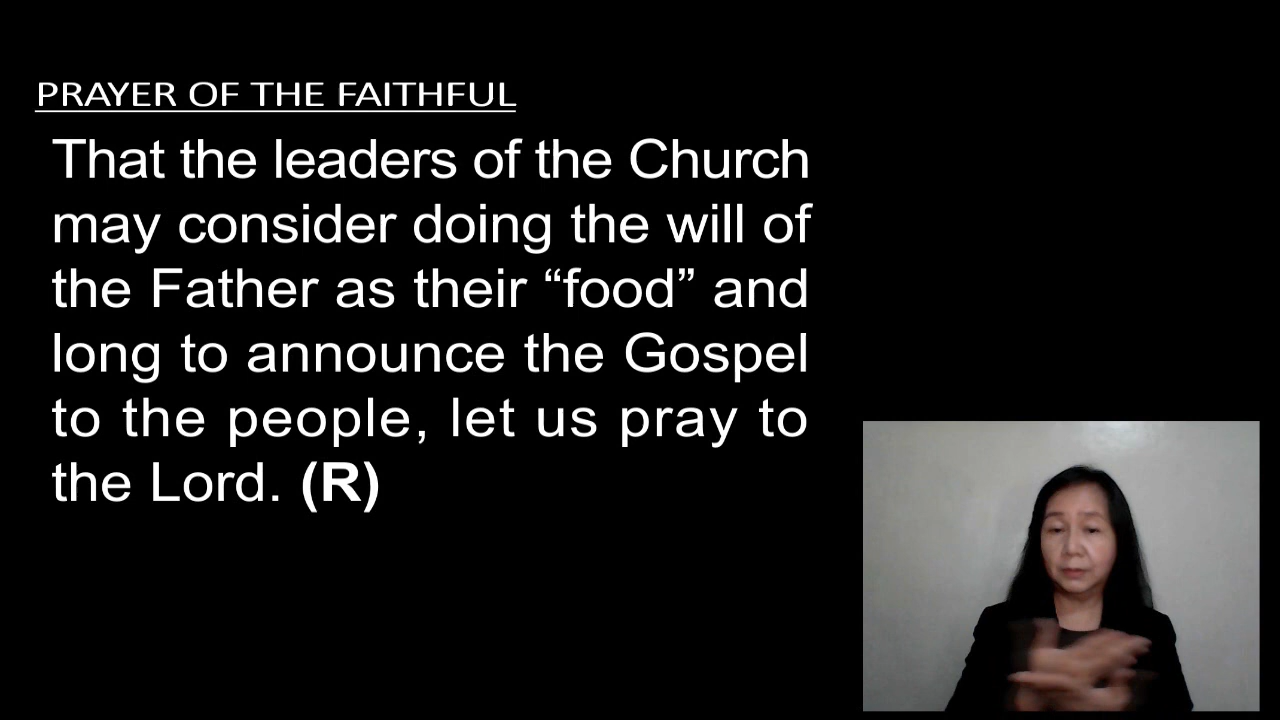 PRAYER OF THE FAITHFUL
That the leaders of the Church
may consider doing the will of
the Father as their “food” and
long to announce the Gospel
to the people, let us pray to
the Lord. (R)